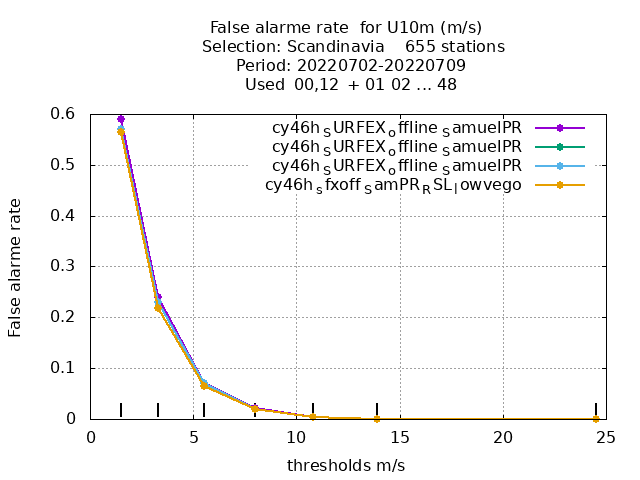 False alarme rate  for U10m (m/s)
Selection: Scandinavia    655 stations
Period: 20220702-20220709
Used  00,12  + 01 02 ... 48
cy46h_SURFEX_offline_SamuelPR
cy46h_SURFEX_offline_SamuelPR
cy46h_SURFEX_offline_SamuelPR
cy46h_sfxoff_SamPR_RSL_lowvego
False alarme rate
0.6
0.5
0.4
0.3
0.2
0.1
0
0 5 10 15 20 25
thresholds m/s